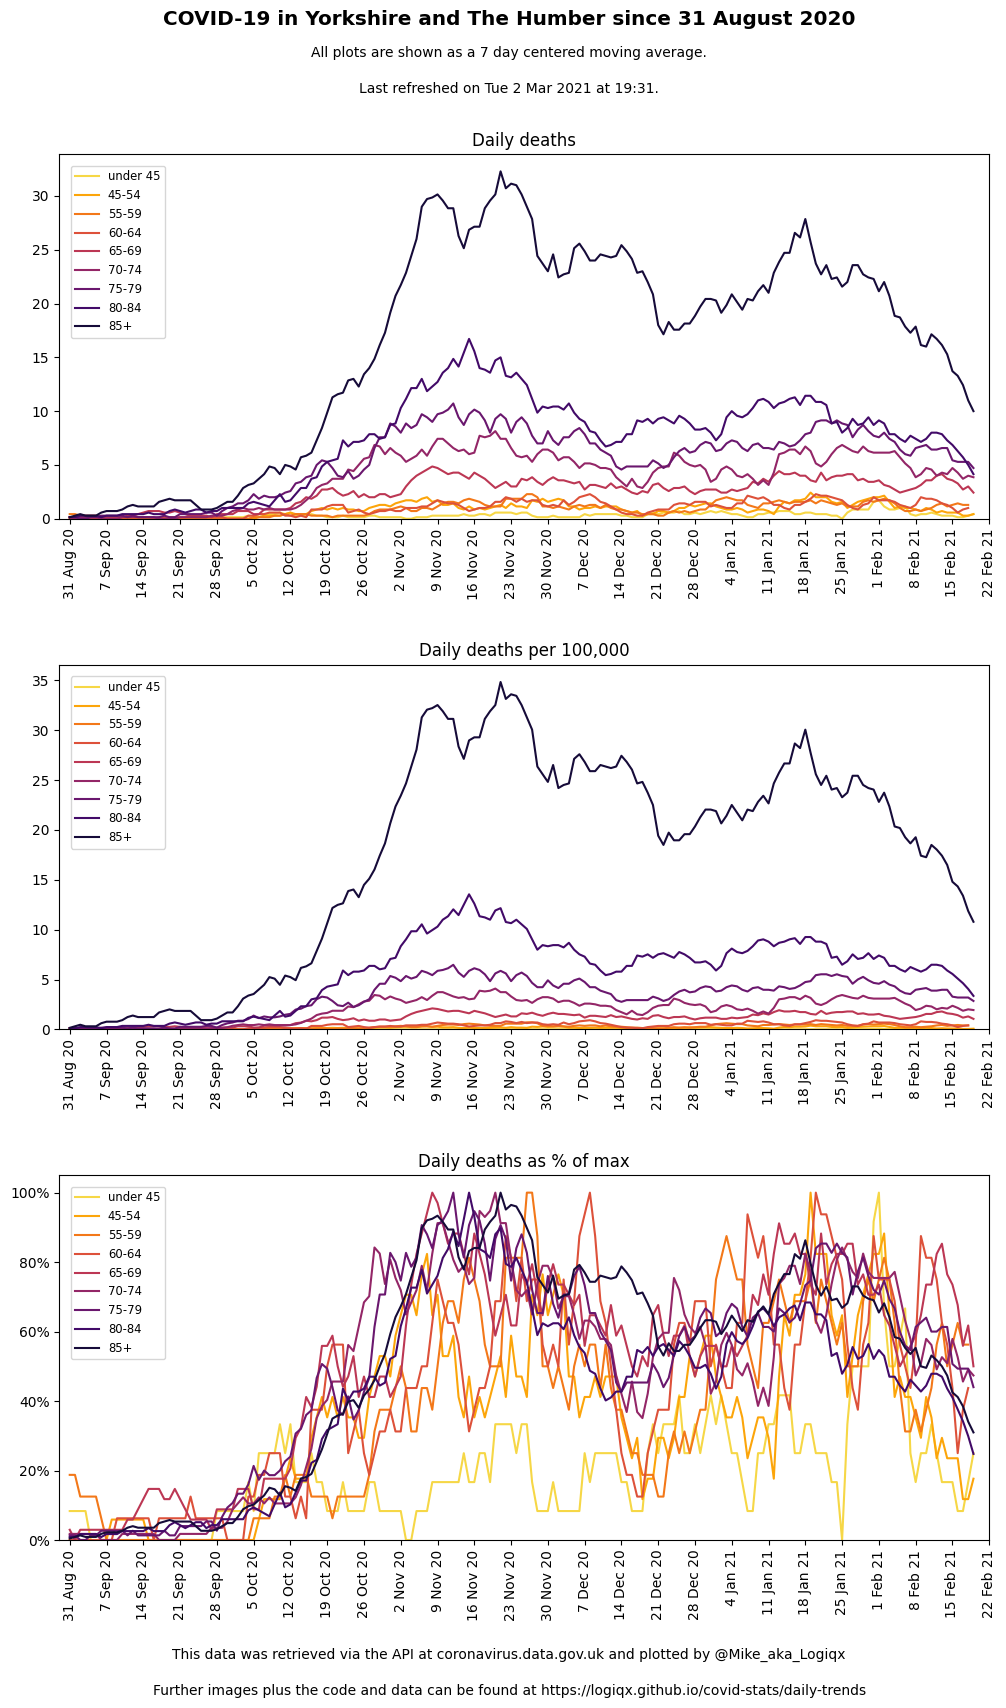 COVID-19 in Yorkshire and The Humber since 31 August 2020
All plots are shown as a 7 day centered moving average.
Last refreshed on Tue 2 Mar 2021 at 19:31.
Daily deaths
under 45
45-54
55-59
60-64
65-69
70-74
75-79
80-84
85+
30
25
20
15
10
5
0
31 Aug 20
7 Sep 20
14 Sep 20
21 Sep 20
28 Sep 20
5 Oct 20
12 Oct 20
19 Oct 20
26 Oct 20
2 Nov 20
9 Nov 20
16 Nov 20
23 Nov 20
30 Nov 20
7 Dec 20
14 Dec 20
21 Dec 20
28 Dec 20
4 Jan 21
11 Jan 21
18 Jan 21
25 Jan 21
1 Feb 21
8 Feb 21
15 Feb 21
22 Feb 21
Daily deaths per 100,000
under 45
45-54
55-59
60-64
65-69
70-74
75-79
80-84
85+
35
30
25
20
15
10
5
0
31 Aug 20
7 Sep 20
14 Sep 20
21 Sep 20
28 Sep 20
5 Oct 20
12 Oct 20
19 Oct 20
26 Oct 20
2 Nov 20
9 Nov 20
16 Nov 20
23 Nov 20
30 Nov 20
7 Dec 20
14 Dec 20
21 Dec 20
28 Dec 20
4 Jan 21
11 Jan 21
18 Jan 21
25 Jan 21
1 Feb 21
8 Feb 21
15 Feb 21
22 Feb 21
Daily deaths as % of max
under 45
45-54
55-59
60-64
65-69
70-74
75-79
80-84
85+
100%
80%
60%
40%
20%
0%
31 Aug 20
7 Sep 20
14 Sep 20
21 Sep 20
28 Sep 20
5 Oct 20
12 Oct 20
19 Oct 20
26 Oct 20
2 Nov 20
9 Nov 20
16 Nov 20
23 Nov 20
30 Nov 20
7 Dec 20
14 Dec 20
21 Dec 20
28 Dec 20
4 Jan 21
11 Jan 21
18 Jan 21
25 Jan 21
1 Feb 21
8 Feb 21
15 Feb 21
22 Feb 21
This data was retrieved via the API at coronavirus.data.gov.uk and plotted by @Mike_aka_Logiqx
Further images plus the code and data can be found at https://logiqx.github.io/covid-stats/daily-trends